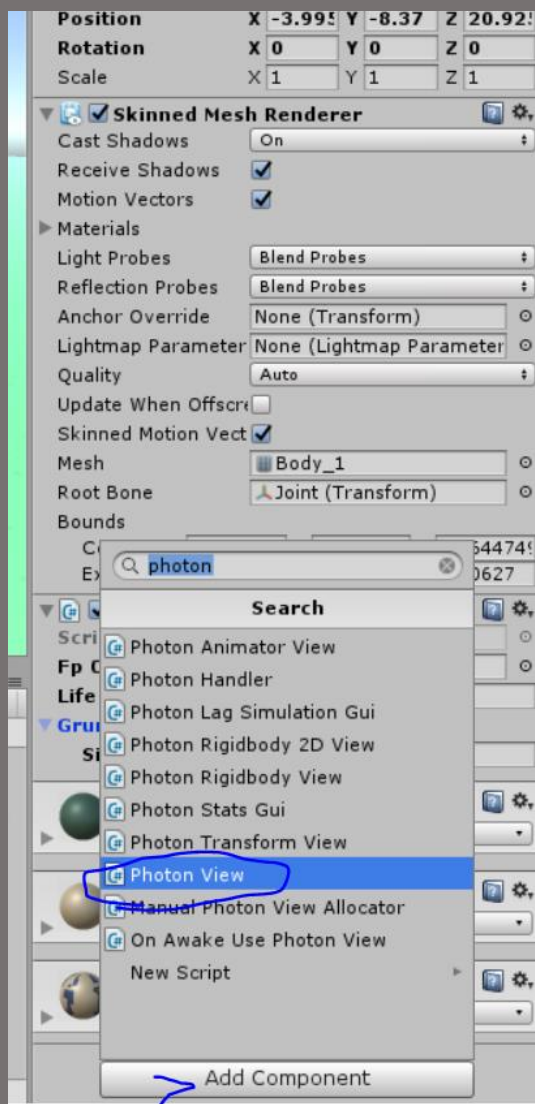 Position X -3.995 Y -8.37 Z 20.925
Rotation X 0 Y 0 Z 0
Scale X 1 Y 1 Z 1
Skinned Mesh Renderer
Cast Shadows On
Receive Shadows
Motion Vectors
Materials
Light Probes Blend Probes
Reflection Probes Blend Probes
Anchor Override None (Transform)
Lightmap Parameter None (Lightmap Parameter
Quality Auto
Update When Offscre
Skinned Motion Vect
Mesh Body_1
Root Bone Joint (Transform)
Bounds
photon
Search
Scri
Photon Animator View
Fp
Photon Handler
Life
Photon Lag Simulation Gui
Photon Rigidbody 2D View
Si
Photon Rigidbody View
Photon Stats Gui
Photon Transform View
Photon View
Manual Photon View Allocator
On Awake Use Photon View
New Script
Add Component